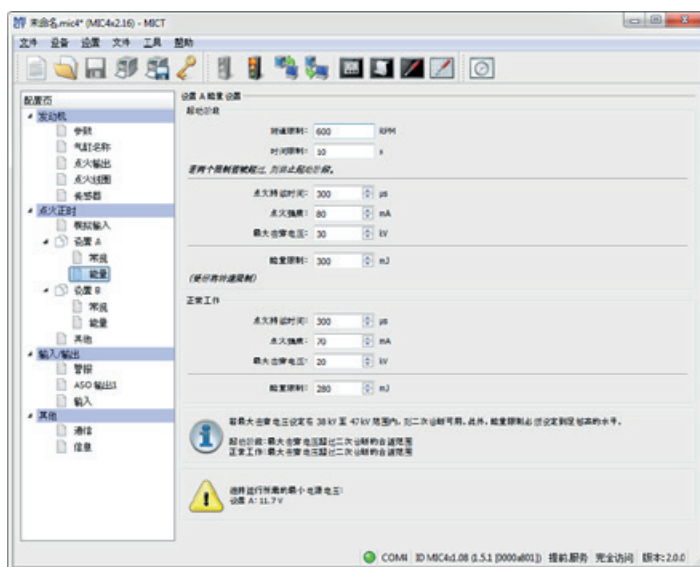 未命名.mic4* (MIC4x2.16) - MICT
文件 设备 设置 文件 工具 帮助
配置页
发动机
参数
气缸名称
点火输出
点火线圈
传感器
点火正时
模拟输入
设置 A
常规
能量
设置 B
常规
能量
其他
输入/输出
警报
ASO 输出1
输入
其他
通信
信息
设置 A 能量设置
起动阶段
转速限制: 600 RPM
时间限制: 10 s
若两个限制皆被超过, 则终止起动阶段。
点火持续时间: 300 µs
点火强度: 80 mA
最大击穿电压: 30 kV
能量限制: 300 mJ
正常工作
点火持续时间: 300 µs
点火强度: 70 mA
最大击穿电压: 20 kV
能量限制: 280 mJ
若最大击穿电压设定在 38 kV 至 47 kV 范围内, 则二次诊断可用。此外, 能量限制必须设定到足够高的水平。
起动阶段: 最大击穿电压超过二次诊断的合适范围
正常工作: 最大击穿电压超过二次诊断的合适范围
选择运行所需的最小电源电压:
设置 A: 11.7 V
COM4 ID MIC4x1.08 (1.5.1 [0000a801]) 提前服务 完全访问 版本: 2.0.0